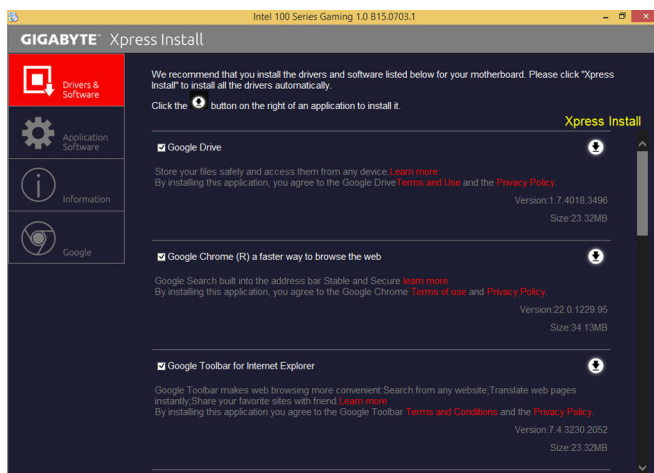 Intel 100 Series Gaming 1.0 B15.0703.1
GIGABYTE™ Xpress Install
Drivers &
Software
Application
Software
Information
Google
We recommend that you install the drivers and software listed below for your motherboard. Please click "Xpress
Install" to install all the drivers automatically.
Click the button on the right of an application to install it.
Xpress Install
Google Drive
Store your files safely and access them from any device.Learn more
By installing this application, you agree to the Google DriveTerms and Use and the Privacy Policy.
Version:1.7.4018.3496
Size:23.32MB
Google Chrome (R) a faster way to browse the web
Google Search built into the address bar Stable and Secure learn more
By installing this application, you agree to the Google Chrome Terms of use and Privacy Policy.
Version:22.0.1229.95
Size:34.13MB
Google Toolbar for Internet Explorer
Google Toolbar makes web browsing more convenient.Search from any website;Translate web pages
instantly;Share your favorite sites with friend.Learn more
By installing this application you agree to the Google Toolbar Terms and Conditions and the Privacy Policy.
Version:7.4.3230.2052
Size:23.32MB